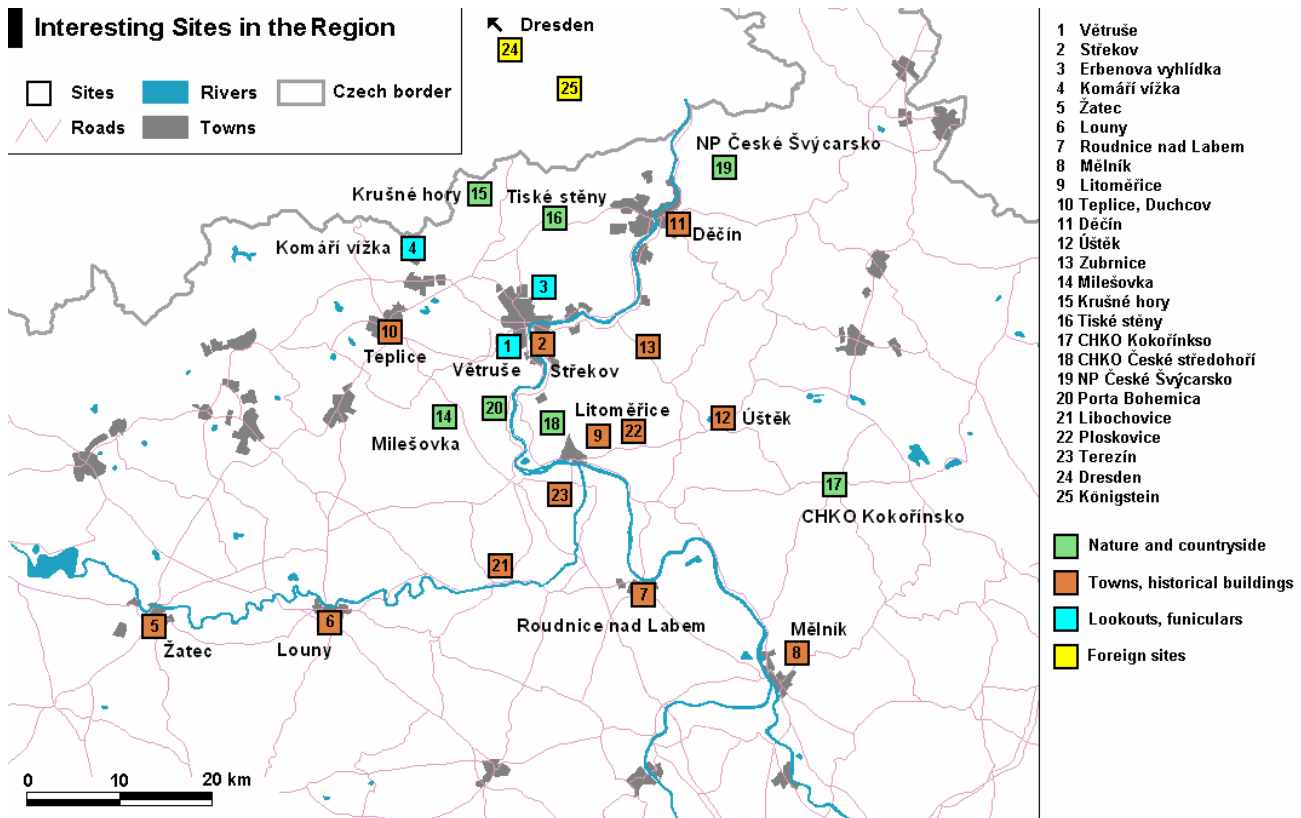 Interesting Sites in the Region
Sites
Rivers
Czech border
Roads
Towns
Dresden
24
25
NP České Švýcarsko
19
Krušné hory
15
Tiské stěny
16
11
Děčín
Komáří vížka
4
3
10
Teplice
1
2
13
Větruše
Střekov
14
Milešovka
20
18
Litoměřice
9
22
12
Úštěk
23
17
CHKO Kokořínsko
21
7
Roudnice nad Labem
5
Žatec
6
Louny
Mělník
8
0 10 20 km
1 Větruše
2 Střekov
3 Erbenova vyhlídka
4 Komáří vížka
5 Žatec
6 Louny
7 Roudnice nad Labem
8 Mělník
9 Litoměřice
10 Teplice, Duchcov
11 Děčín
12 Úštěk
13 Zubrnice
14 Milešovka
15 Krušné hory
16 Tiské stěny
17 CHKO Kokořínkso
18 CHKO České středohoří
19 NP České Švýcarsko
20 Porta Bohemica
21 Libochovice
22 Ploskovice
23 Terezín
24 Dresden
25 Königstein
Nature and countryside
Towns, historical buildings
Lookouts, funiculars
Foreign sites